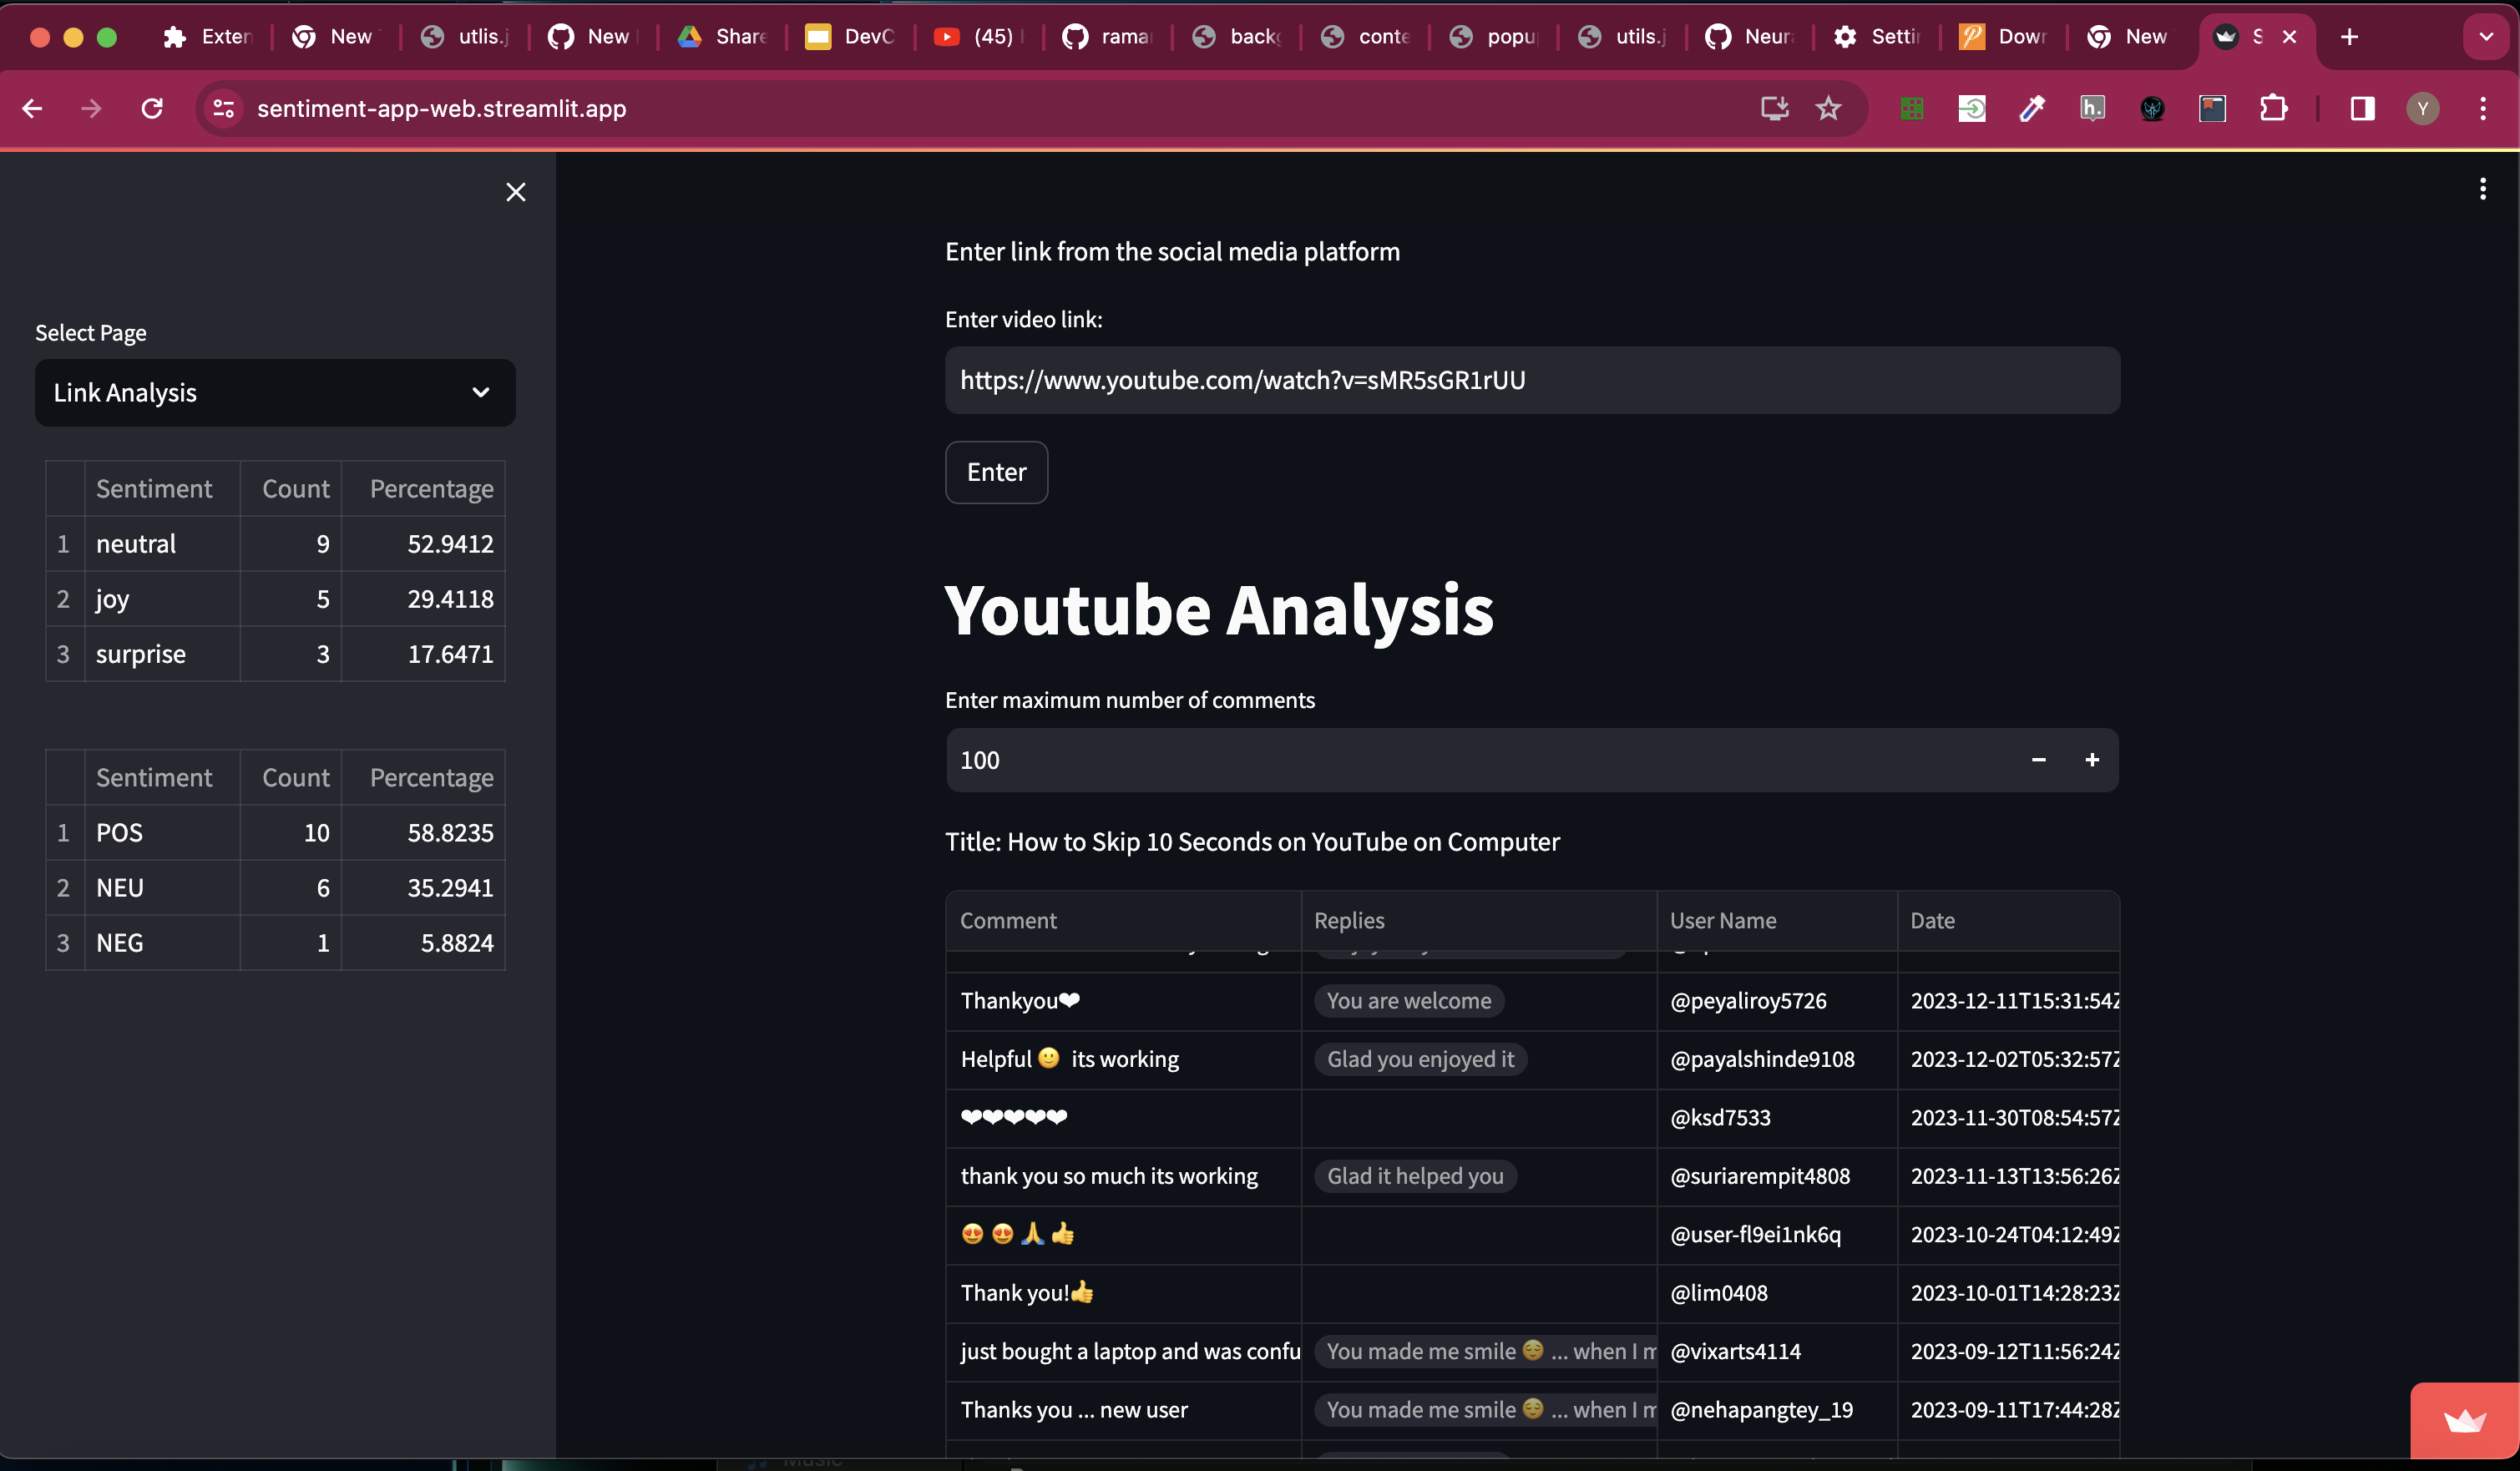 Exten
New
utlis.j
New
Share
DevC
(45)
rama
back
conte
popu
utils.j
Neur
Settin
Dowr
New
S
sentiment-app-web.streamlit.app
h.
Y
Enter link from the social media platform
Select Page
Enter video link:
Link Analysis
https://www.youtube.com/watch?v=sMR5sGR1rUU
Enter
Sentiment Count Percentage
1 neutral 9 52.9412
2 joy 5 29.4118
3 surprise 3 17.6471
Sentiment Count Percentage
1 POS 10 58.8235
2 NEU 6 35.2941
3 NEG 1 5.8824
Youtube Analysis
Enter maximum number of comments
100
Title: How to Skip 10 Seconds on YouTube on Computer
Comment Replies User Name Date
Thankyou❤ You are welcome @peyaliroy5726 2023-12-11T15:31:54Z
Helpful 🙂 its working Glad you enjoyed it @payalshinde9108 2023-12-02T05:32:57Z
❤❤❤❤❤ @ksd7533 2023-11-30T08:54:57Z
thank you so much its working Glad it helped you @suriarempit4808 2023-11-13T13:56:26Z
😍 😍 🙏 👍 @user-fl9ei1nk6q 2023-10-24T04:12:49Z
Thank you!👍 @lim0408 2023-10-01T14:28:23Z
just bought a laptop and was confu You made me smile 😌 ... when I m @vixarts4114 2023-09-12T11:56:24Z
Thanks you ... new user You made me smile 😌 ... when I m @nehapangtey_19 2023-09-11T17:44:28Z
Music